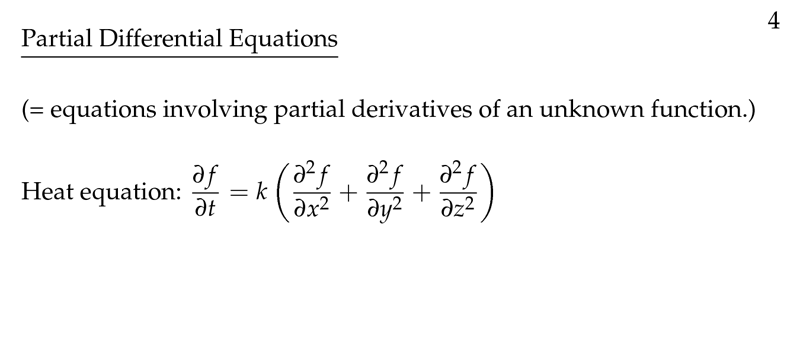 4
Partial Differential Equations
(= equations involving partial derivatives of an unknown function.)
Heat equation: ∂f/∂t = k (∂²f/∂x² + ∂²f/∂y² + ∂²f/∂z²)